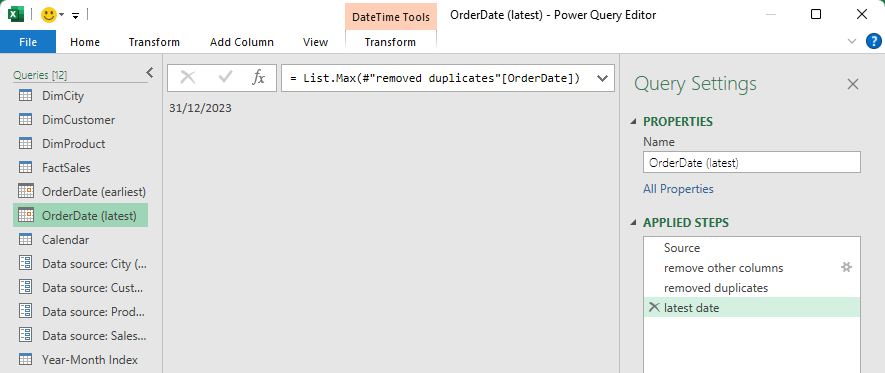 DateTime Tools
OrderDate (latest) - Power Query Editor
File Home Transform Add Column View Transform
Queries [12]
DimCity
DimCustomer
DimProduct
FactSales
OrderDate (earliest)
OrderDate (latest)
Calendar
Data source: City (...
Data source: Cust...
Data source: Prod...
Data source: Sales...
Year-Month Index
fx = List.Max(#"removed duplicates"[OrderDate])
31/12/2023
Query Settings
PROPERTIES
Name
OrderDate (latest)
All Properties
APPLIED STEPS
Source
remove other columns
removed duplicates
latest date